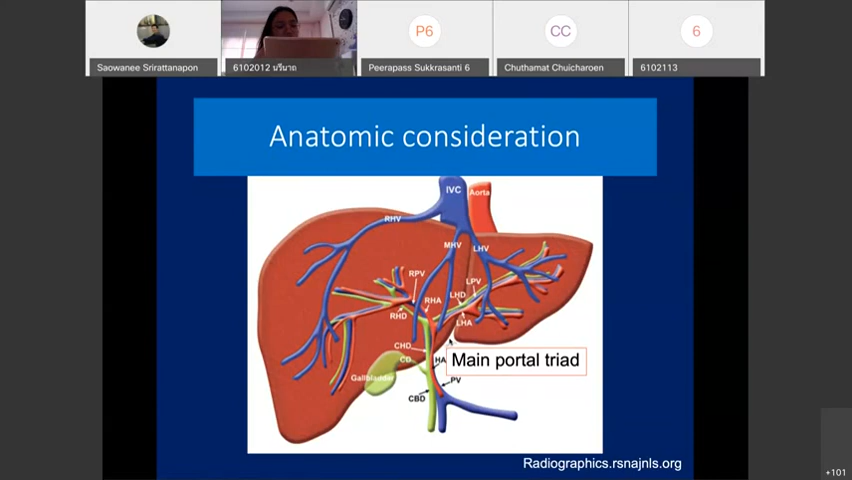 P6
CC
6
Saowanee Srirattanapon
6102012 นรีนาถ
Peerapass Sukkrasanti 6
Chuthamat Chuicharoen
6102113
Anatomic consideration
IVC
Aorta
RHV
MHV
LHV
RPV
LPV
RHA
LHD
RHD
LHA
CHD
CD
HA
Main portal triad
Gallbladder
PV
CBD
Radiographics.rsnajnls.org
+101